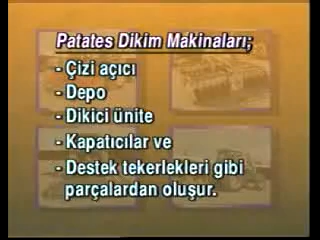 Patates Dikim Makinaları;
- Çizi açıcı
- Depo
- Dikici ünite
- Kapatıcılar ve
- Destek tekerlekleri gibi
parçalardan oluşur.